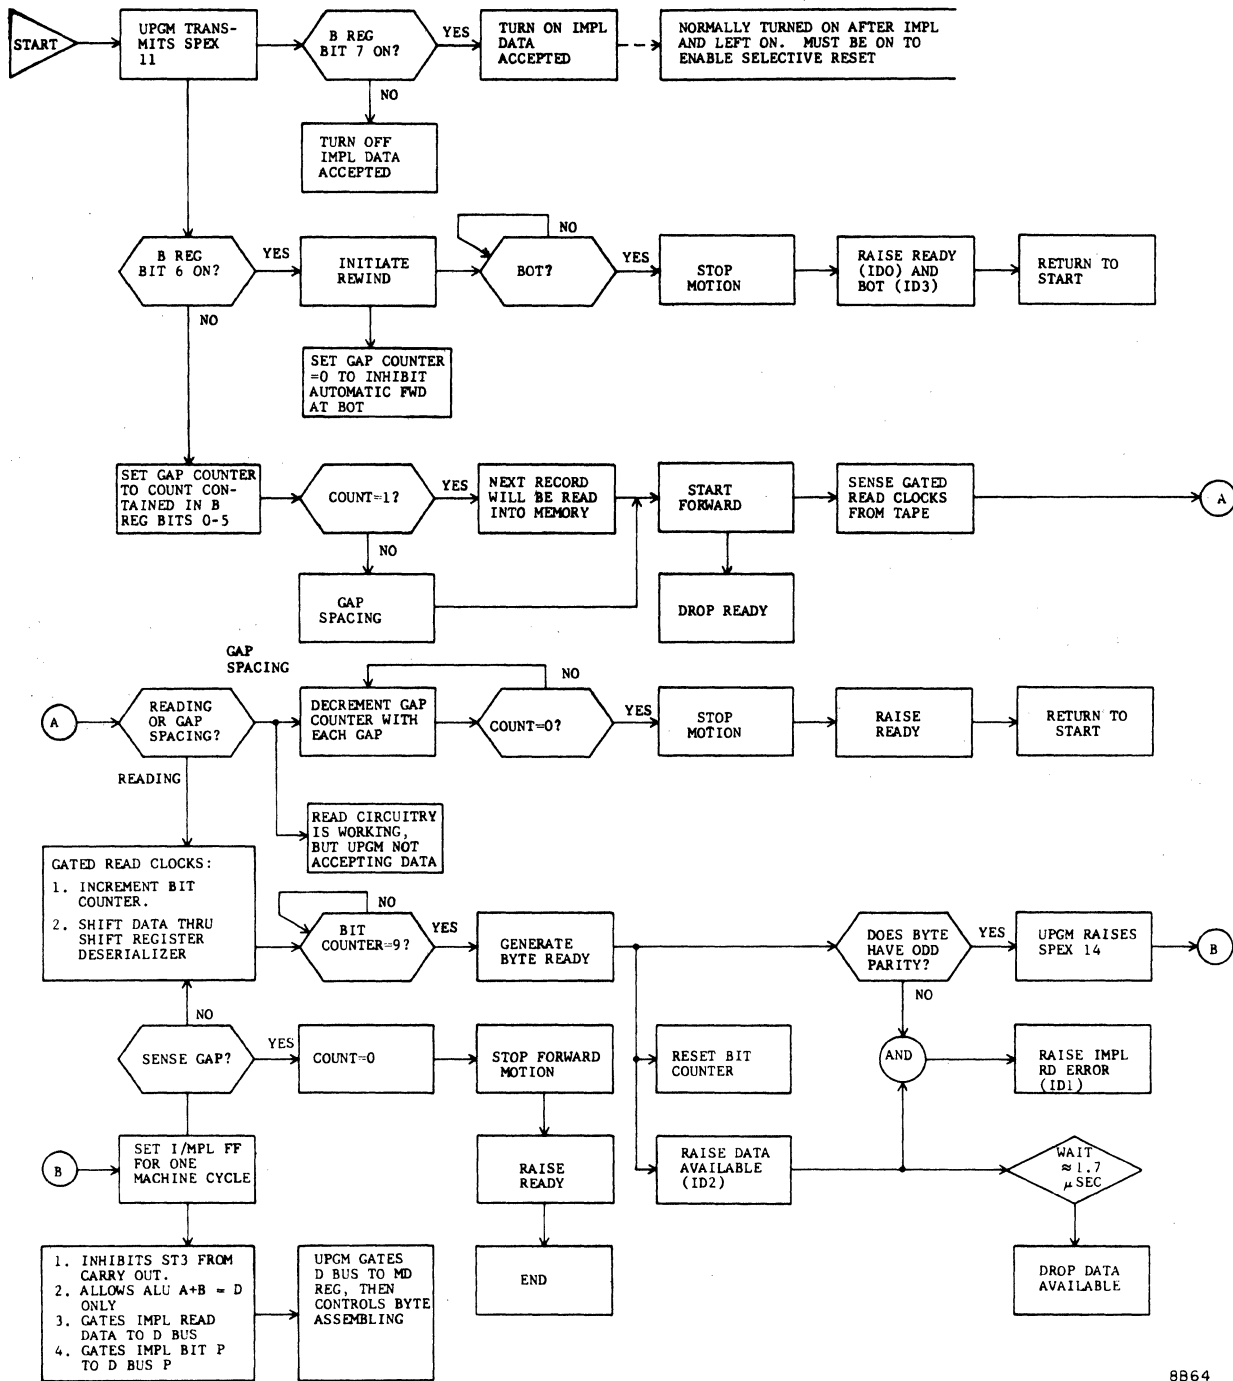 START
UPGM TRANS-
MITS SPEX
11
B REG
BIT 7 ON?
YES
TURN ON IMPL
DATA
ACCEPTED
NORMALLY TURNED ON AFTER IMPL
AND LEFT ON. MUST BE ON TO
ENABLE SELECTIVE RESET
NO
TURN OFF
IMPL DATA
ACCEPTED
B REG
BIT 6 ON?
YES
INITIATE
REWIND
NO
BOT?
YES
STOP
MOTION
RAISE READY
(IDO) AND
BOT (ID3)
RETURN TO
START
NO
SET GAP COUNTER
=0 TO INHIBIT
AUTOMATIC FWD
AT BOT
SET GAP COUNTER
TO COUNT CON-
TAINED IN B
REG BITS 0-5
COUNT=1?
YES
NEXT RECORD
WILL BE READ
INTO MEMORY
START
FORWARD
SENSE GATED
READ CLOCKS
FROM TAPE
A
NO
GAP
SPACING
DROP READY
A
READING
OR GAP
SPACING?
GAP
SPACING
DECREMENT GAP
COUNTER WITH
EACH GAP
NO
COUNT=0?
YES
STOP
MOTION
RAISE
READY
RETURN TO
START
READING
READ CIRCUITRY
IS WORKING,
BUT UPGM NOT
ACCEPTING DATA
GATED READ CLOCKS:
1. INCREMENT BIT
COUNTER.
2. SHIFT DATA THRU
SHIFT REGISTER
DESERIALIZER
NO
BIT
COUNTER=9?
YES
GENERATE
BYTE READY
DOES BYTE
HAVE ODD
PARITY?
YES
UPGM RAISES
SPEX 14
B
NO
NO
SENSE GAP?
YES
COUNT=0
STOP FORWARD
MOTION
RESET BIT
COUNTER
AND
RAISE IMPL
RD ERROR
(ID1)
B
SET I/MPL FF
FOR ONE
MACHINE CYCLE
RAISE
READY
RAISE DATA
AVAILABLE
(ID2)
WAIT
≈1.7
μSEC
1. INHIBITS ST3 FROM
CARRY OUT.
2. ALLOWS ALU A+B = D
ONLY
3. GATES IMPL READ
DATA TO D BUS
4. GATES IMPL BIT P
TO D BUS P
UPGM GATES
D BUS TO MD
REG, THEN
CONTROLS BYTE
ASSEMBLING
END
DROP DATA
AVAILABLE
8864